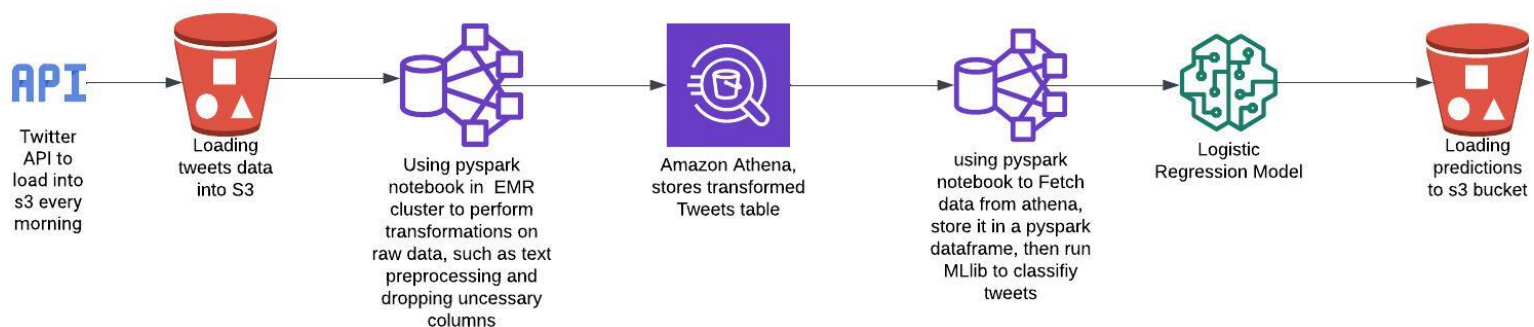 API
Twitter
API to
load into
s3 every
morning
Loading
tweets data
into S3
Using pyspark
notebook in EMR
cluster to perform
transformations on
raw data, such as text
preprocessing and
dropping uncessary
columns
Amazon Athena,
stores transformed
Tweets table
using pyspark
notebook to Fetch
data from athena,
store it in a pyspark
dataframe, then run
MLlib to classifiy
tweets
Logistic
Regression Model
Loading
predictions
to s3 bucket